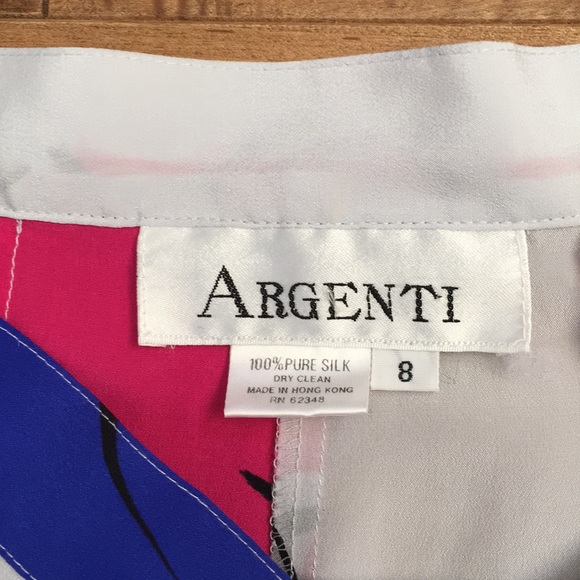 ARGENTI
100% PURE SILK
DRY CLEAN
MADE IN HONG KONG
RN 62348
8